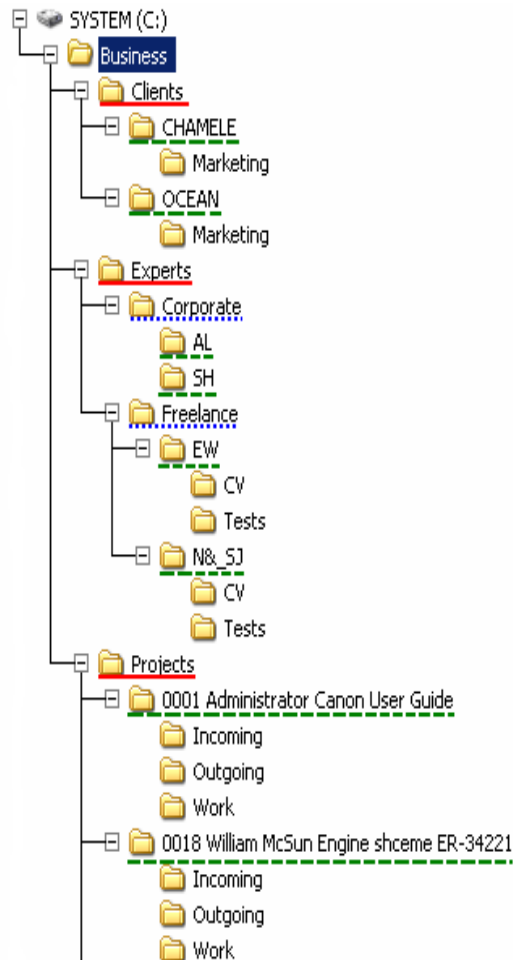 SYSTEM (C:)
Business
Clients
CHAMELE
Marketing
OCEAN
Marketing
Experts
Corporate
AL
SH
Freelance
EW
CV
Tests
N&_SJ
CV
Tests
Projects
0001 Administrator Canon User Guide
Incoming
Outgoing
Work
0018 William McSun Engine shceme ER-34221
Incoming
Outgoing
Work